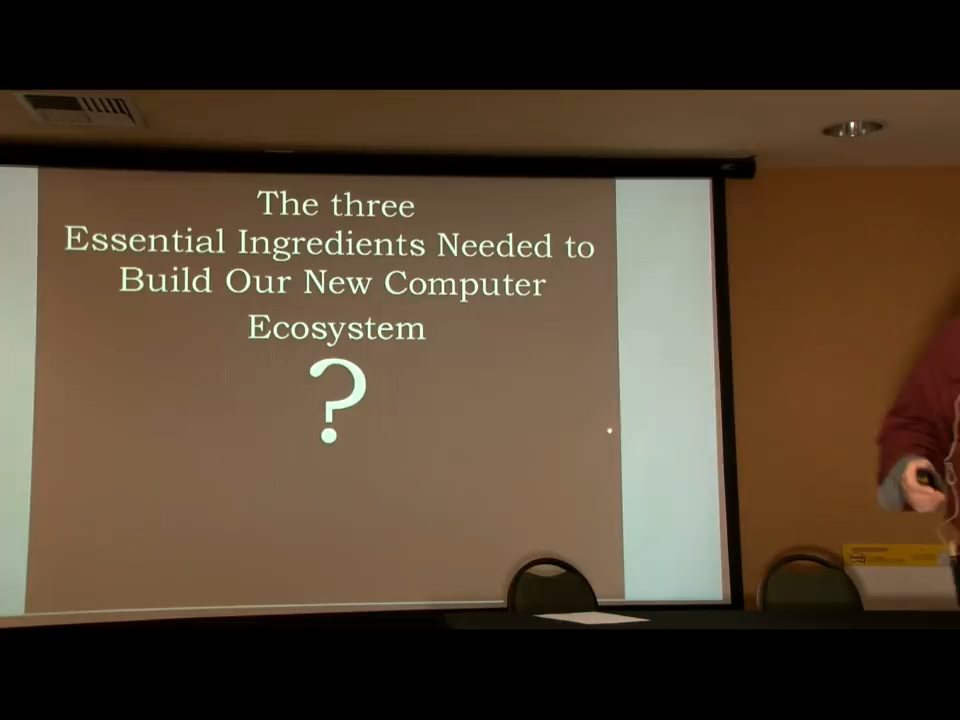 The three
Essential Ingredients Needed to
Build Our New Computer
Ecosystem
?